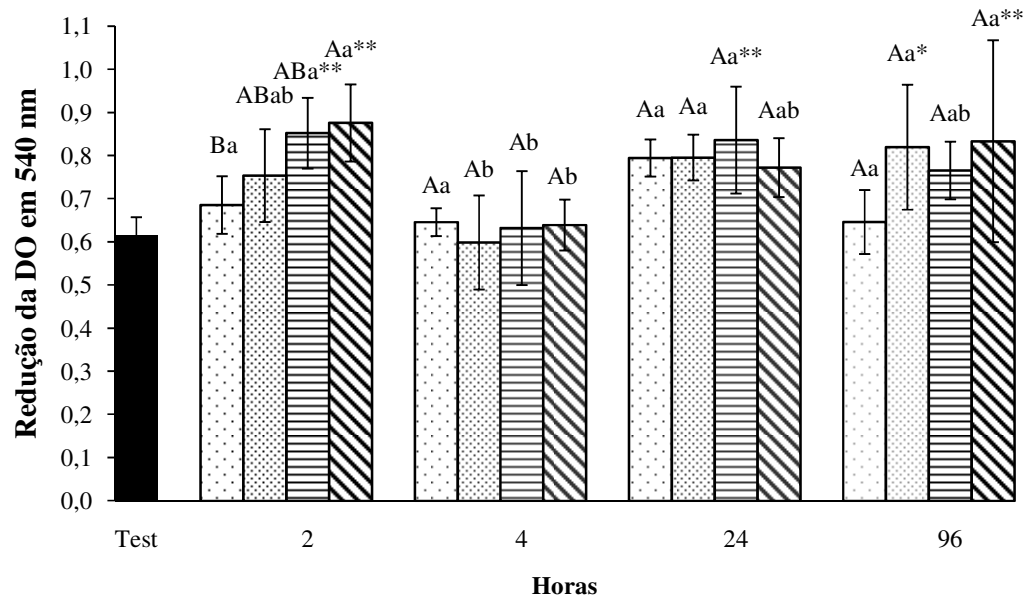 Redução da DO em 540 nm
1,1
1,0
0,9
0,8
0,7
0,6
0,5
0,4
0,3
0,2
0,1
0,0
Ba
ABab
ABa**
Aa**
Aa
Ab
Ab
Ab
Aa
Aa
Aa**
Aab
Aa
Aa*
Aab
Aa**
Test 2 4 24 96
Horas